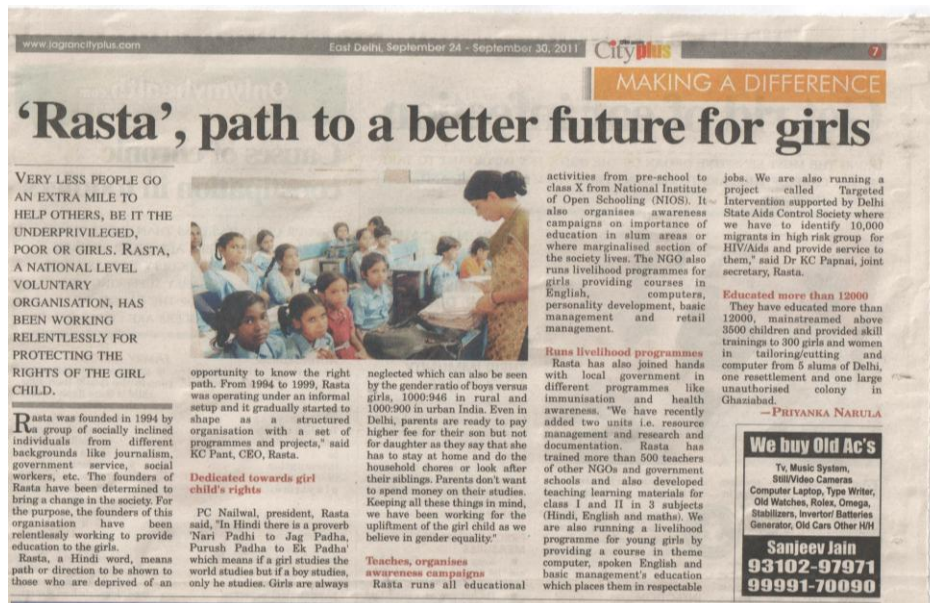 www.jagrancityplus.com
East Delhi, September 24 - September 30, 2011
City plus
7
MAKING A DIFFERENCE
'Rasta', path to a better future for girls
VERY LESS PEOPLE GO
AN EXTRA MILE TO
HELP OTHERS, BE IT THE
UNDERPRIVILEGED,
POOR OR GIRLS. RASTA,
A NATIONAL LEVEL
VOLUNTARY
ORGANISATION, HAS
BEEN WORKING
RELENTLESSLY FOR
PROTECTING THE
RIGHTS OF THE GIRL
CHILD.
Rasta was founded in 1994 by
a group of socially inclined
individuals from different
backgrounds like journalism,
government service, social
workers, etc. The founders of
Rasta have been determined to
bring a change in the society. For
the purpose, the founders of this
organisation have been
relentlessly working to provide
education to the girls.
Rasta, a Hindi word, means
path or direction to be shown to
those who are deprived of an
opportunity to know the right
path. From 1994 to 1999, Rasta
was operating under an informal
setup and it gradually started to
shape as a structured
organisation with a set of
programmes and projects," said
KC Pant, CEO, Rasta.
Dedicated towards girl
child's rights
PC Nailwal, president, Rasta
said, "In Hindi there is a proverb
'Nari Padhi to Jag Padha,
Purush Padha to Ek Padha'
which means if a girl studies the
world studies but if a boy studies,
only he studies. Girls are always
neglected which can also be seen
by the gender ratio of boys versus
girls, 1000:946 in rural and
1000:900 in urban India. Even in
Delhi, parents are ready to pay
higher fee for their son but not
for daughter as they say that she
has to stay at home and do the
household chores or look after
their siblings. Parents don't want
to spend money on their studies.
Keeping all these things in mind,
we have been working for the
upliftment of the girl child as we
believe in gender equality."
Teaches, organises
awareness campaigns
Rasta runs all educational
activities from pre-school to
class X from National Institute
of Open Schooling (NIOS). It
also organises awareness
campaigns on importance of
education in slum areas or
where marginalised section of
the society lives. The NGO also
runs livelihood programmes for
girls providing courses in
English, computers,
personality development, basic
management and retail
management.
Runs livelihood programmes
Rasta has also joined hands
with local government in
different programmes like
immunisation and health
awareness. "We have recently
added two units i.e. resource
management and research and
documentation. Rasta has
trained more than 500 teachers
of other NGOs and government
schools and also developed
teaching learning materials for
class I and II in 3 subjects
(Hindi, English and maths). We
are also running a livelihood
programme for young girls by
providing a course in theme
computer, spoken English and
basic management's education
which places them in respectable
jobs. We are also running a
project called Targeted
Intervention supported by Delhi
State Aids Control Society where
we have to identify 10,000
migrants in high risk group for
HIV/Aids and provide service to
them," said Dr KC Papnai, joint
secretary, Rasta.
Educated more than 12000
They have educated more than
12000, mainstreamed above
3500 children and provided skill
trainings to 300 girls and women
in tailoring/cutting and
computer from 5 slums of Delhi,
one resettlement and one large
unauthorised colony in
Ghaziabad.
—PRIYANKA NARULA
We buy Old Ac's
Tv, Music System,
Still/Video Cameras
Computer Laptop, Type Writer,
Old Watches, Rolex, Omega,
Stabilizers, Invertor/ Batteries
Generator, Old Cars Other H/H
Sanjeev Jain
93102-97971
99991-70090